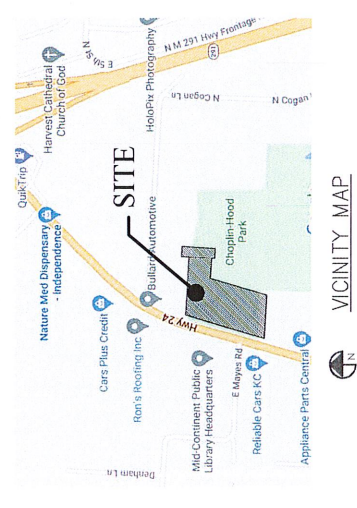 QuikTrip
Harvest Cathedral
Church of God
E 5th St N
N M 291 Hwy Frontage
291
Nature Med Dispensary
- Independence
HoloPix Photography
N Cogan Ln
N Cogan
SITE
Cars Plus Credit
Bullard Automotive
Ron's Roofing Inc
Choplin-Hood
Park
Hwy 24
Mid-Continent Public
Library Headquarters
E Mayes Rd
Denham Ln
Reliable Cars KC
Appliance Parts Central
N
VICINITY MAP